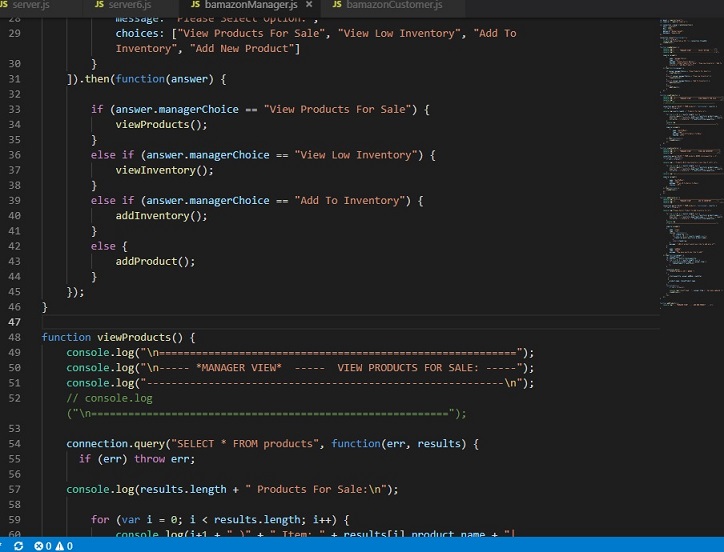 JS server.js JS server6.js JS bamazonManager.js × JS bamazonCustomer.js
28 message: "Please Select Option:",
29 choices: ["View Products For Sale", "View Low Inventory", "Add To
Inventory", "Add New Product"]
30 }
31 ]).then(function(answer) {
32
33 if (answer.managerChoice == "View Products For Sale") {
34 viewProducts();
35 }
36 else if (answer.managerChoice == "View Low Inventory") {
37 viewInventory();
38 }
39 else if (answer.managerChoice == "Add To Inventory") {
40 addInventory();
41 }
42 else {
43 addProduct();
44 }
45 });
46 }
47
48 function viewProducts() {
49 console.log("\n==========================================================");
50 console.log("\n----- *MANAGER VIEW* ----- VIEW PRODUCTS FOR SALE: -----");
51 console.log("----------------------------------------------------------\n");
52 // console.log
("\n==========================================================");
53
54 connection.query("SELECT * FROM products", function(err, results) {
55 if (err) throw err;
56
57 console.log(results.length + " Products For Sale:\n");
58
59 for (var i = 0; i < results.length; i++) {
60 console.log(i+1 + ".)" + " Item: " + results[i].product_name + "|
0 0